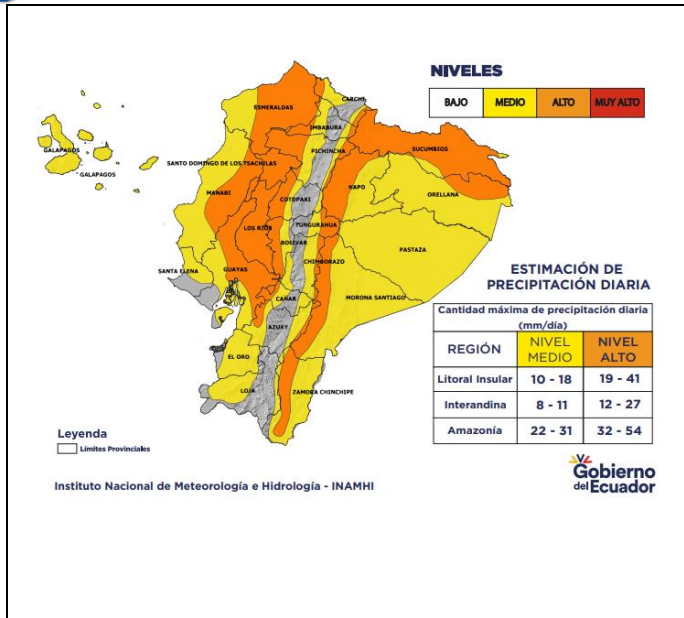 NIVELES
BAJO MEDIO ALTO MUY ALTO
CARCHI
ESMERALDAS
IMBABURA
PICHINCHA
SUCUMBIOS
GALAPAGOS
GALAPAGOS
SANTO DOMINGO DE LOS TSACHILAS
NAPO
ORELLANA
MANABI
COTOPAXI
TUNGURAHUA
LOS RIOS
BOLIVAR
PASTAZA
CHIMBORAZO
SANTA ELENA
GUAYAS
MORONA SANTIAGO
CAÑAR
AZUAY
EL ORO
LOJA
ZAMORA CHINCHIPE
ESTIMACIÓN DE
PRECIPITACIÓN DIARIA
Cantidad máxima de precipitación diaria
(mm/día)
REGIÓN NIVEL MEDIO NIVEL ALTO
Litoral Insular 10 - 18 19 - 41
Interandina 8 - 11 12 - 27
Amazonía 22 - 31 32 - 54
Leyenda
Límites Provinciales
Instituto Nacional de Meteorología e Hidrología - INAMHI
Gobierno
del Ecuador